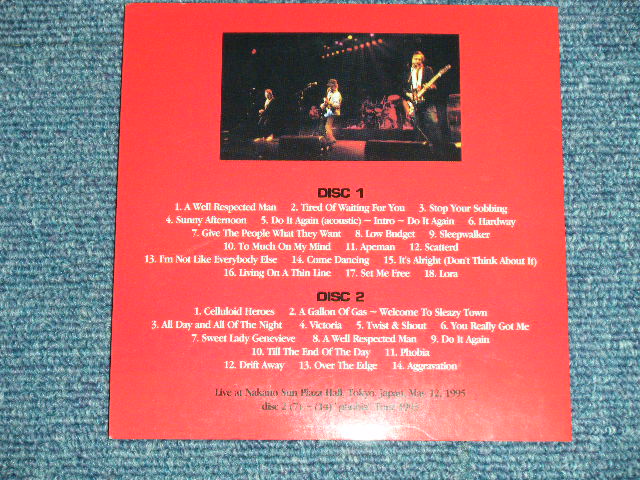 DISC 1
1. A Well Respected Man 2. Tired Of Waiting For You 3. Stop Your Sobbing
4. Sunny Afternoon 5. Do It Again (acoustic) ~ Intro ~ Do It Again 6. Hardway
7. Give The People What They Want 8. Low Budget 9. Sleepwalker
10. To Much On My Mind 11. Apeman 12. Scatterd
13. I'm Not Like Everybody Else 14. Come Dancing 15. It's Alright (Don't Think About It)
16. Living On A Thin Line 17. Set Me Free 18. Lora
DISC 2
1. Celluloid Heroes 2. A Gallon Of Gas ~ Welcome To Sleazy Town
3. All Day and All Of The Night 4. Victoria 5. Twist & Shout 6. You Really Got Me
7. Sweet Lady Genevieve 8. A Well Respected Man 9. Do It Again
10. Till The End Of The Day 11. Phobia
12. Drift Away 13. Over The Edge 14. Aggravation
Live at Nakano Sun Plaza Hall, Tokyo, Japan, May 12, 1995
disc 2 (7) ~ (14)